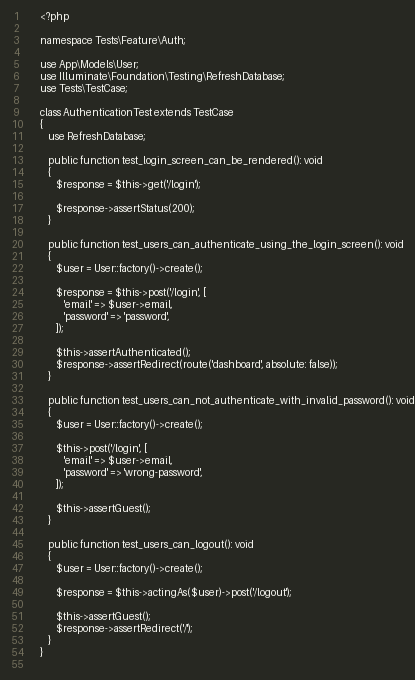 1 <?php
2
3 namespace Tests\Feature\Auth;
4
5 use App\Models\User;
6 use Illuminate\Foundation\Testing\RefreshDatabase;
7 use Tests\TestCase;
8
9 class AuthenticationTest extends TestCase
10 {
11     use RefreshDatabase;
12
13     public function test_login_screen_can_be_rendered(): void
14     {
15         $response = $this->get('/login');
16
17         $response->assertStatus(200);
18     }
19
20     public function test_users_can_authenticate_using_the_login_screen(): void
21     {
22         $user = User::factory()->create();
23
24         $response = $this->post('/login', [
25             'email' => $user->email,
26             'password' => 'password',
27         ]);
28
29         $this->assertAuthenticated();
30         $response->assertRedirect(route('dashboard', absolute: false));
31     }
32
33     public function test_users_can_not_authenticate_with_invalid_password(): void
34     {
35         $user = User::factory()->create();
36
37         $this->post('/login', [
38             'email' => $user->email,
39             'password' => 'wrong-password',
40         ]);
41
42         $this->assertGuest();
43     }
44
45     public function test_users_can_logout(): void
46     {
47         $user = User::factory()->create();
48
49         $response = $this->actingAs($user)->post('/logout');
50
51         $this->assertGuest();
52         $response->assertRedirect('/');
53     }
54 }
55